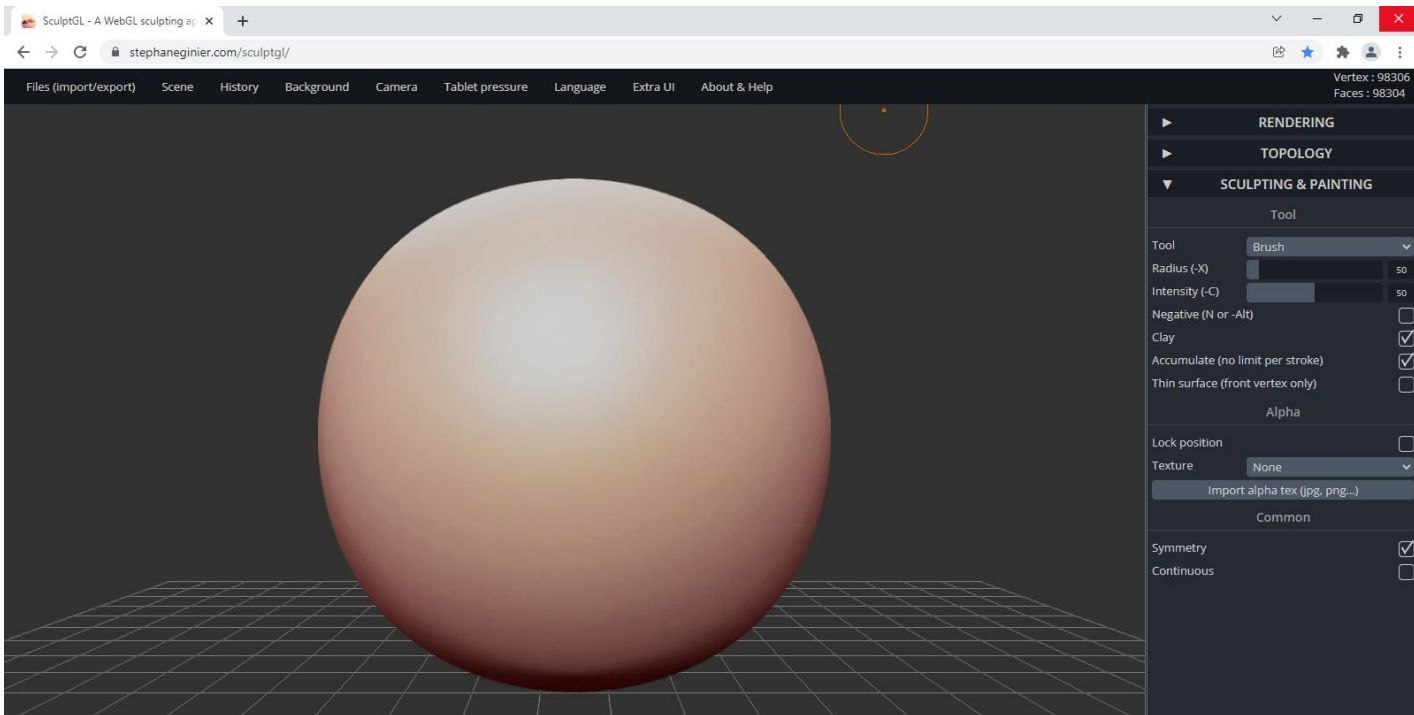 SculptGL - A WebGL sculpting ap
stephaneginier.com/sculptgl/
Files (import/export) Scene History Background Camera Tablet pressure Language Extra UI About & Help
Vertex : 98306
Faces : 98304
RENDERING
TOPOLOGY
SCULPTING & PAINTING
Tool
Tool Brush
Radius (-X) 50
Intensity (-C) 50
Negative (N or -Alt)
Clay
Accumulate (no limit per stroke)
Thin surface (front vertex only)
Alpha
Lock position
Texture None
Import alpha tex (jpg, png...)
Common
Symmetry
Continuous